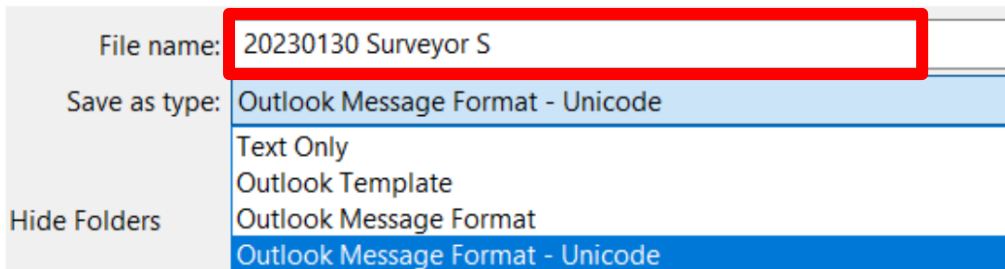 File name: 20230130 Surveyor S
Save as type: Outlook Message Format - Unicode
Text Only
Outlook Template
Hide Folders Outlook Message Format
Outlook Message Format - Unicode